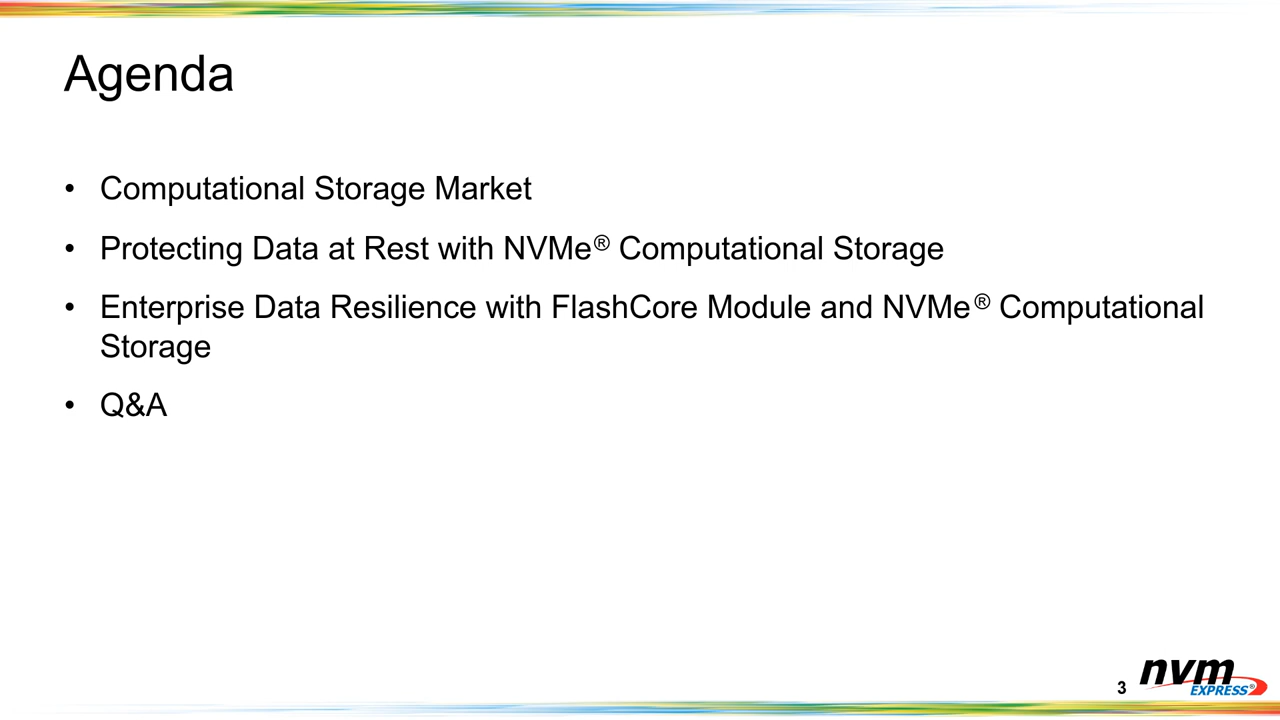 Agenda
• Computational Storage Market
• Protecting Data at Rest with NVMe® Computational Storage
• Enterprise Data Resilience with FlashCore Module and NVMe® Computational
Storage
• Q&A
3
nvm
EXPRESS®